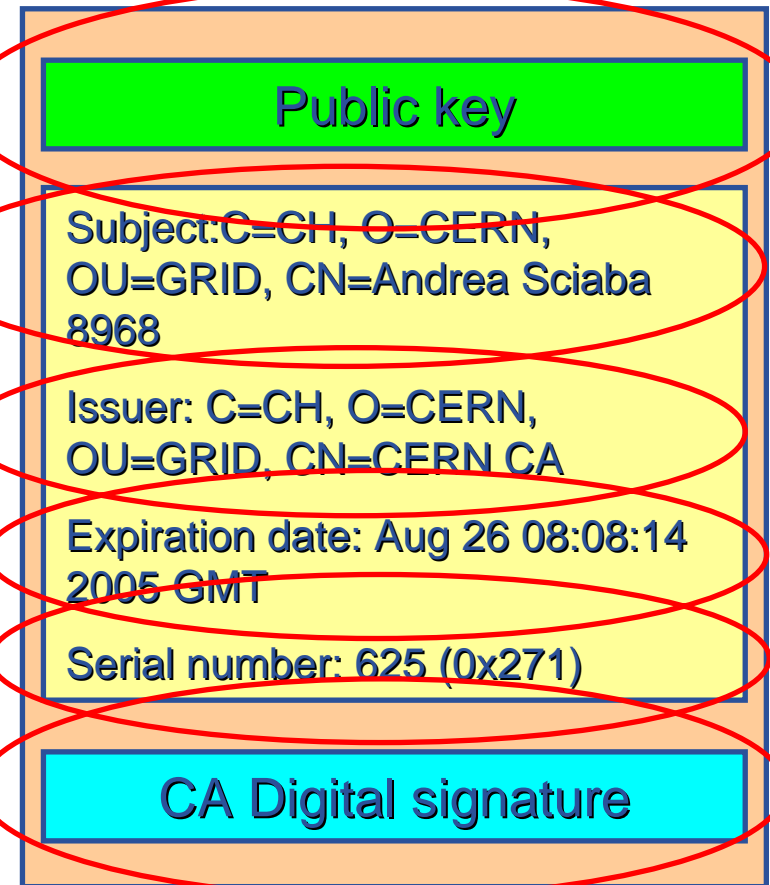 Public key
Subject:C=CH, O=CERN,
OU=GRID, CN=Andrea Sciaba
8968
Issuer: C=CH, O=CERN,
OU=GRID, CN=CERN CA
Expiration date: Aug 26 08:08:14
2005 GMT
Serial number: 625 (0x271)
CA Digital signature